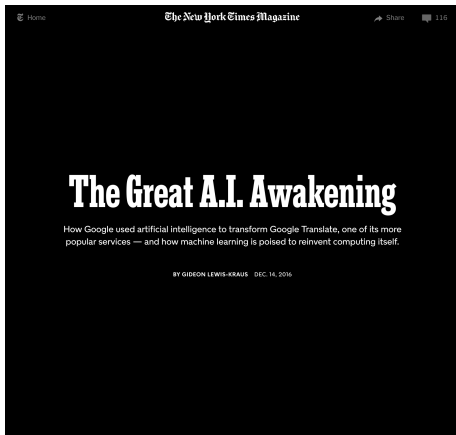 Home The New York Times Magazine Share 116
The Great A.I. Awakening
How Google used artificial intelligence to transform Google Translate, one of its more
popular services — and how machine learning is poised to reinvent computing itself.
BY GIDEON LEWIS-KRAUS DEC. 14, 2016